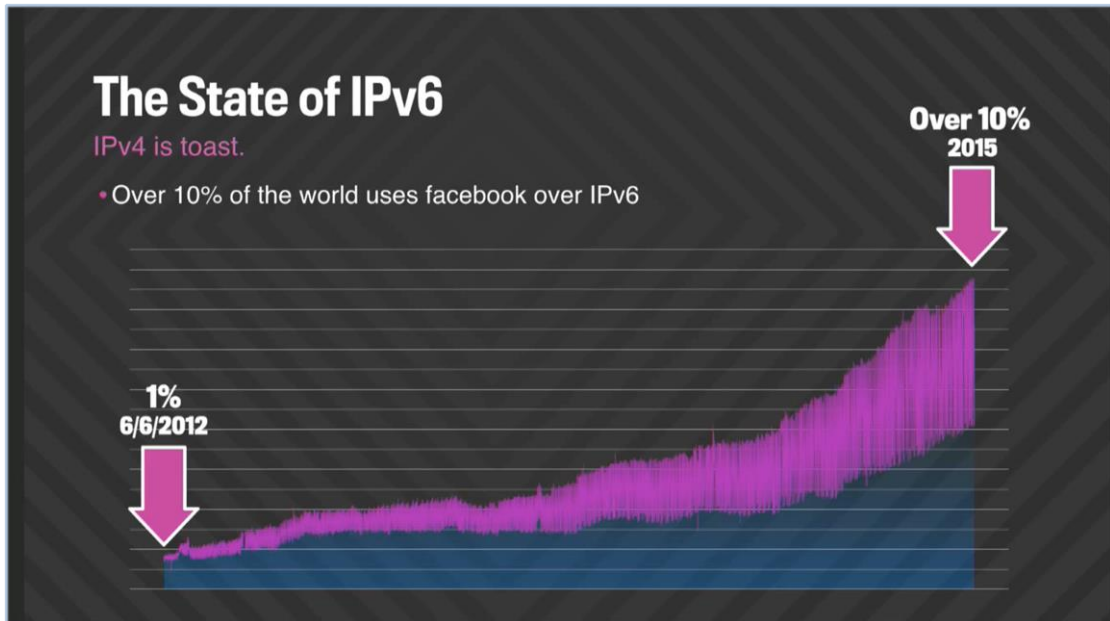 The State of IPv6
IPv4 is toast.
• Over 10% of the world uses facebook over IPv6
Over 10%
2015
1%
6/6/2012